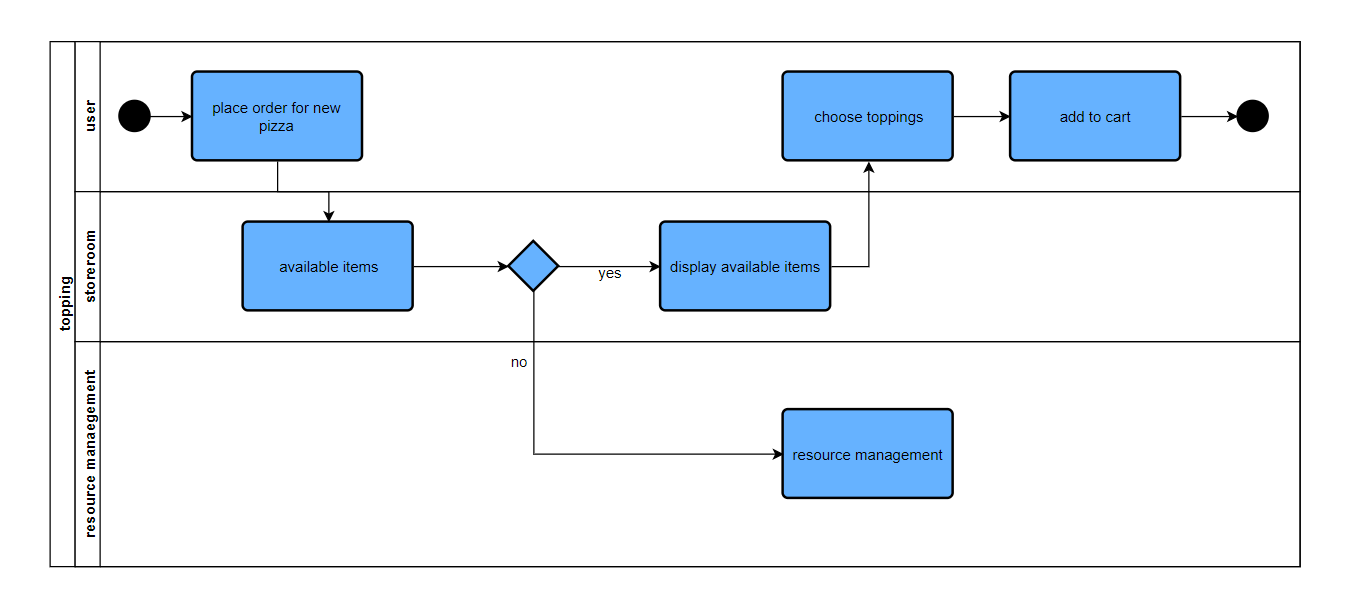 topping
user
place order for new
pizza
choose toppings
add to cart
storeroom
available items
yes
display available items
no
resource manaegement
resource management